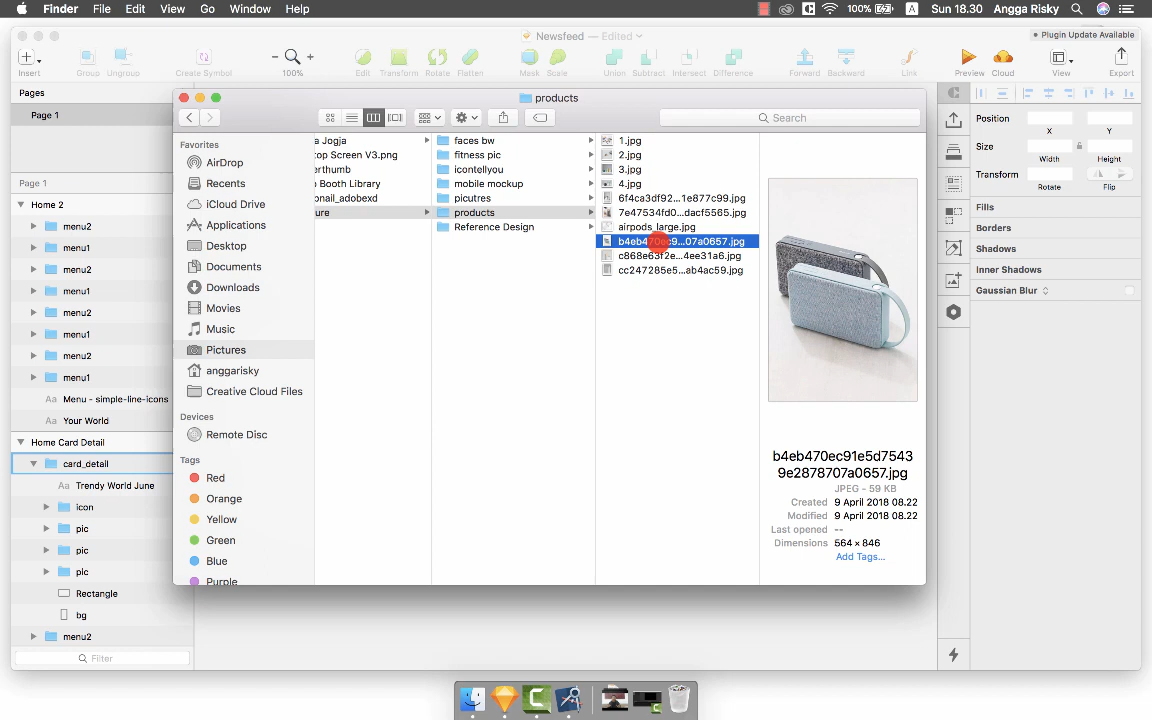 Finder File Edit View Go Window Help
100% A Sun 18.30 Angga Risky
Newsfeed — Edited
Plugin Update Available
Insert Group Ungroup Create Symbol 100% Edit Transform Rotate Flatten Mask Scale Union Subtract Intersect Difference Forward Backward Link Preview Cloud View Export
Pages
Page 1
Page 1
Home 2
menu2
menu1
menu2
menu1
menu2
menu1
menu2
menu1
Aa Menu - simple-line-icons
Aa Your World
Home Card Detail
card_detail
Aa Trendy World June
icon
pic
pic
pic
Rectangle
bg
menu2
Filter
products
Search
Favorites
AirDrop
Recents
iCloud Drive
Applications
Desktop
Documents
Downloads
Movies
Music
Pictures
anggarisky
Creative Cloud Files
Devices
Remote Disc
Tags
Red
Orange
Yellow
Green
Blue
Purple
a Jogja
top Screen V3.png
erthumb
o Booth Library
onail_adobexd
ure
faces bw
fitness pic
icontellyou
mobile mockup
picutres
products
Reference Design
1.jpg
2.jpg
3.jpg
4.jpg
6f4ca3df92...1e877c99.jpg
7e47534fd0...dacf5565.jpg
airpods_large.jpg
b4eb470ec9...07a0657.jpg
c868e63f2e...4ee31a6.jpg
cc247285e5...ab4ac59.jpg
b4eb470ec91e5d7543
9e2878707a0657.jpg
JPEG - 59 KB
Created 9 April 2018 08.22
Modified 9 April 2018 08.22
Last opened --
Dimensions 564 × 846
Add Tags...
Position
X Y
Size
Width Height
Transform
Rotate Flip
Fills
Borders
Shadows
Inner Shadows
Gaussian Blur